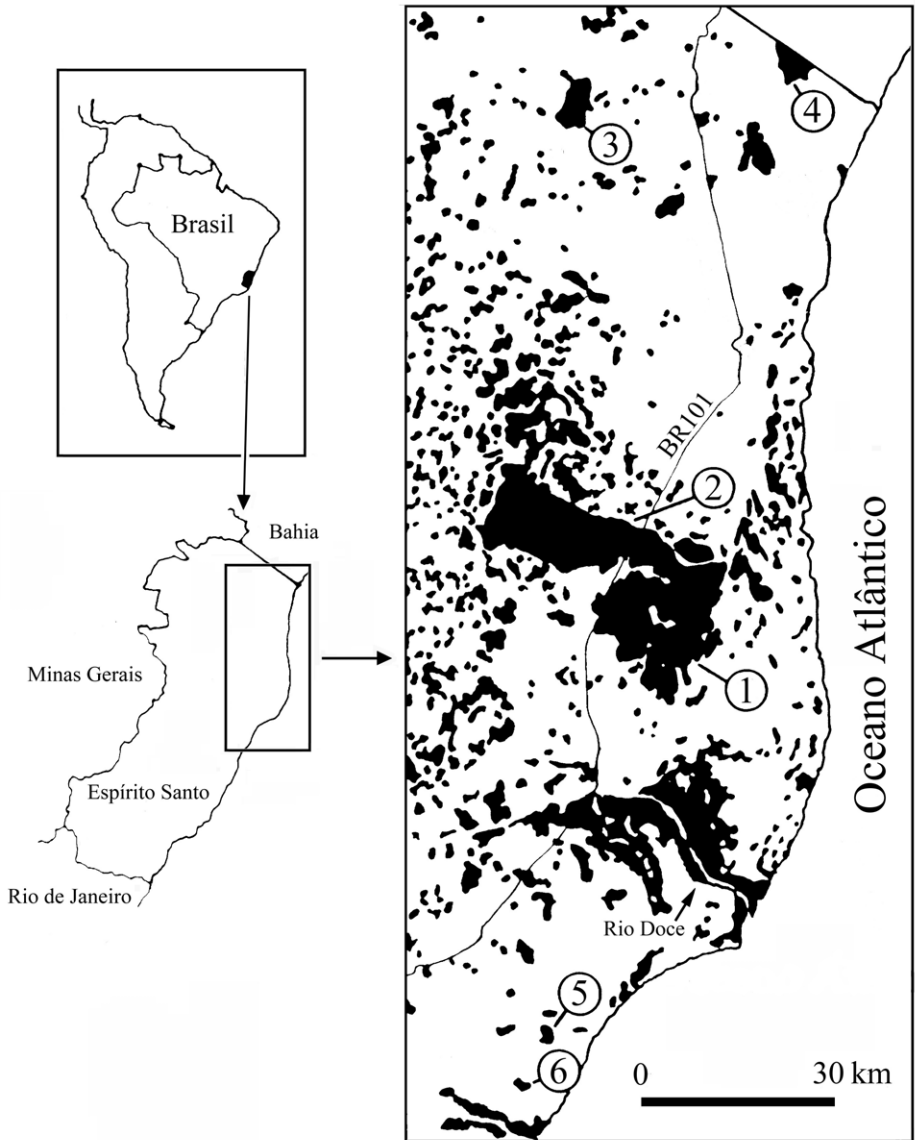 Brasil
Bahia
Minas Gerais
Espírito Santo
Rio de Janeiro
4
3
BR101
2
1
Oceano Atlântico
Rio Doce
5
6
0 30 km